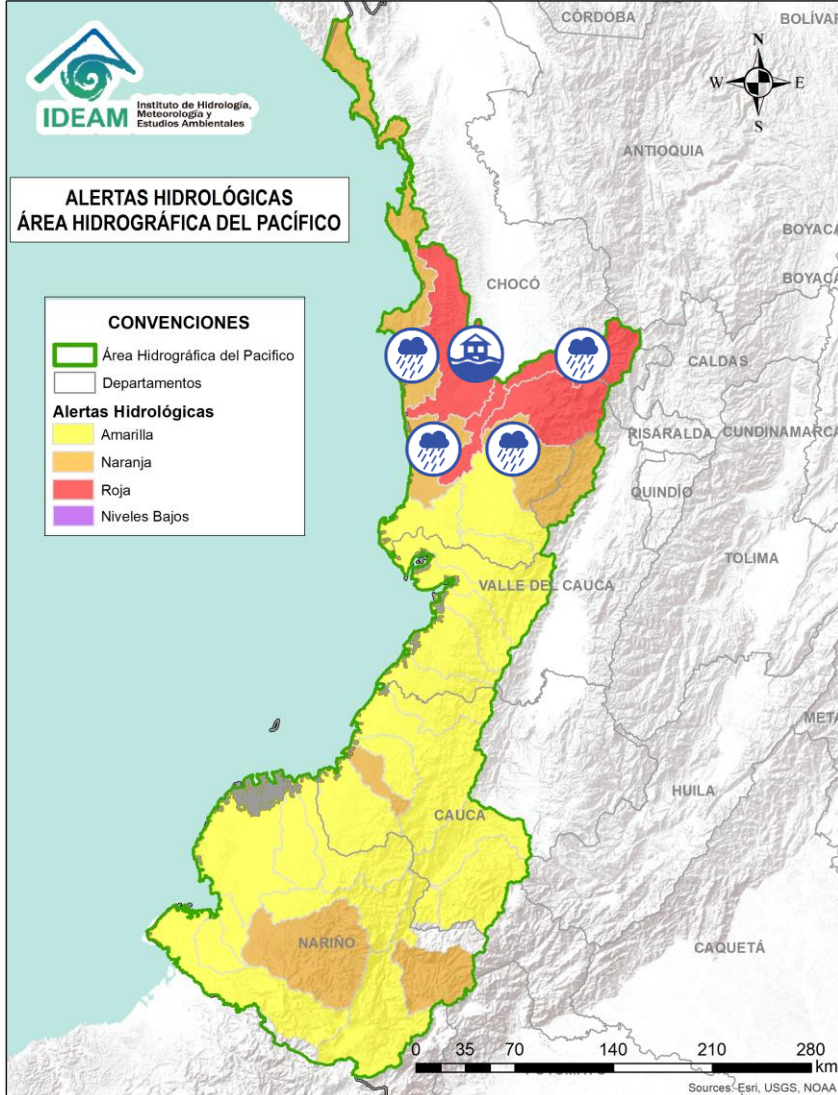 CÓRDOBA
BOLÍVAR
N
W
E
S
IDEAM
Instituto de Hidrología,
Meteorología y
Estudios Ambientales
ANTIOQUIA
ALERTAS HIDROLÓGICAS
ÁREA HIDROGRÁFICA DEL PACÍFICO
BOYACÁ
BOYACÁ
CHOCÓ
CONVENCIONES
Área Hidrográfica del Pacifico
Departamentos
Alertas Hidrológicas
Amarilla
Naranja
Roja
Niveles Bajos
CALDAS
RISARALDA
CUNDINAMARCA
QUINDÍO
TOLIMA
VALLE DEL CAUCA
META
HUILA
CAUCA
NARIÑO
CAQUETÁ
0 35 70 140 210 280
km
Sources: Esri, USGS, NOAA